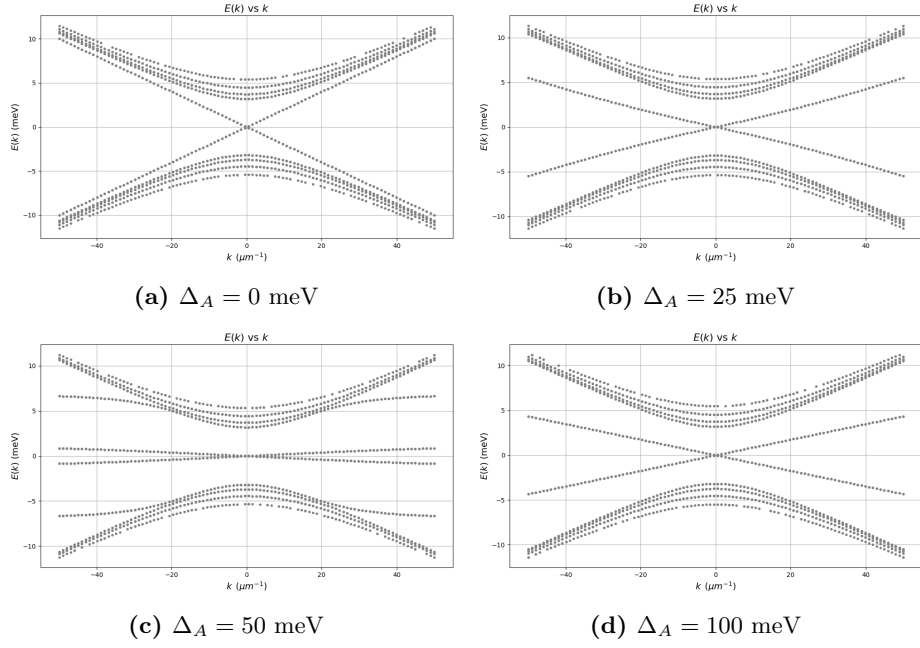 E(k) vs k
E(k) vs k
10
5
0
−5
−10
E(k) (meV)
−40 −20 0 20 40
k (μm⁻¹)
10
5
0
−5
−10
E(k) (meV)
−40 −20 0 20 40
k (μm⁻¹)
(a) Δ_A = 0 meV
(b) Δ_A = 25 meV
E(k) vs k
E(k) vs k
10
5
0
−5
−10
E(k) (meV)
−40 −20 0 20 40
k (μm⁻¹)
10
5
0
−5
−10
E(k) (meV)
−40 −20 0 20 40
k (μm⁻¹)
(c) Δ_A = 50 meV
(d) Δ_A = 100 meV